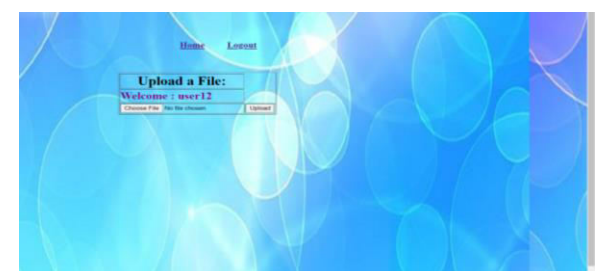 Home Logout
Upload a File:
Welcome : user12
Choose File No file chosen Upload